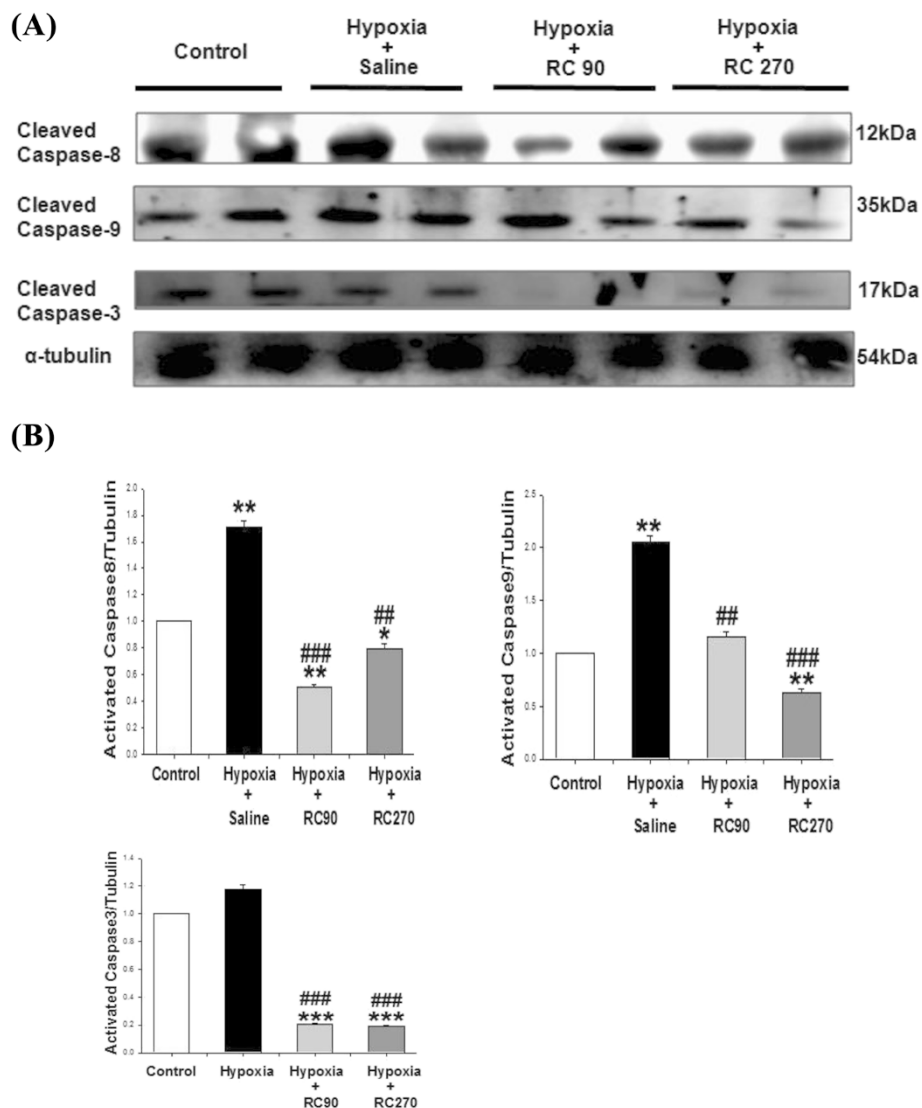 (A)
Control
Hypoxia
+
Saline
Hypoxia
+
RC 90
Hypoxia
+
RC 270
Cleaved
Caspase-8
12kDa
Cleaved
Caspase-9
35kDa
Cleaved
Caspase-3
17kDa
α-tubulin
54kDa
(B)
Activated Caspase8/Tubulin
2.0
1.8
1.6
1.4
1.2
1.0
0.8
0.6
0.4
0.2
0.0
**
###
**
##
*
Control
Hypoxia
+
Saline
Hypoxia
+
RC90
Hypoxia
+
RC270
Activated Caspase9/Tubulin
2.5
2.0
1.5
1.0
0.5
0.0
**
##
###
**
Control
Hypoxia
+
Saline
Hypoxia
+
RC90
Hypoxia
+
RC270
Activated Caspase3/Tubulin
1.4
1.2
1.0
0.8
0.6
0.4
0.2
0.0
###
***
###
***
Control
Hypoxia
Hypoxia
+
RC90
Hypoxia
+
RC270